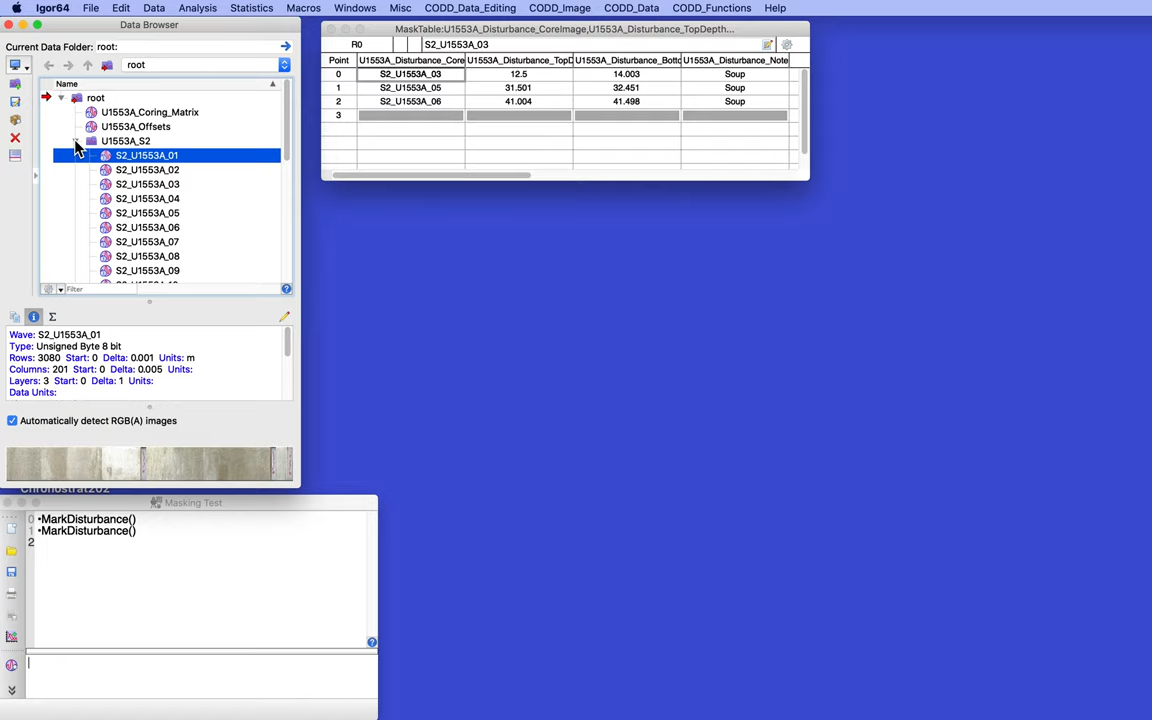 Igor64 File Edit Data Analysis Statistics Macros Windows Misc CODD_Data_Editing CODD_Image CODD_Data CODD_Functions Help
Data Browser
Current Data Folder: root:
root
Name
root
U1553A_Coring_Matrix
U1553A_Offsets
U1553A_S2
S2_U1553A_01
S2_U1553A_02
S2_U1553A_03
S2_U1553A_04
S2_U1553A_05
S2_U1553A_06
S2_U1553A_07
S2_U1553A_08
S2_U1553A_09
Filter
Wave: S2_U1553A_01
Type: Unsigned Byte 8 bit
Rows: 3080 Start: 0 Delta: 0.001 Units: m
Columns: 201 Start: 0 Delta: 0.005 Units:
Layers: 3 Start: 0 Delta: 1 Units:
Data Units:
Automatically detect RGB(A) images
MaskTable:U1553A_Disturbance_CoreImage,U1553A_Disturbance_TopDepth...
R0 S2_U1553A_03
Point U1553A_Disturbance_Core U1553A_Disturbance_TopD U1553A_Disturbance_Botto U1553A_Disturbance_Note
0 S2_U1553A_03 12.5 14.003 Soup
1 S2_U1553A_05 31.501 32.451 Soup
2 S2_U1553A_06 41.004 41.498 Soup
3
Masking Test
0 •MarkDisturbance()
1 •MarkDisturbance()
2